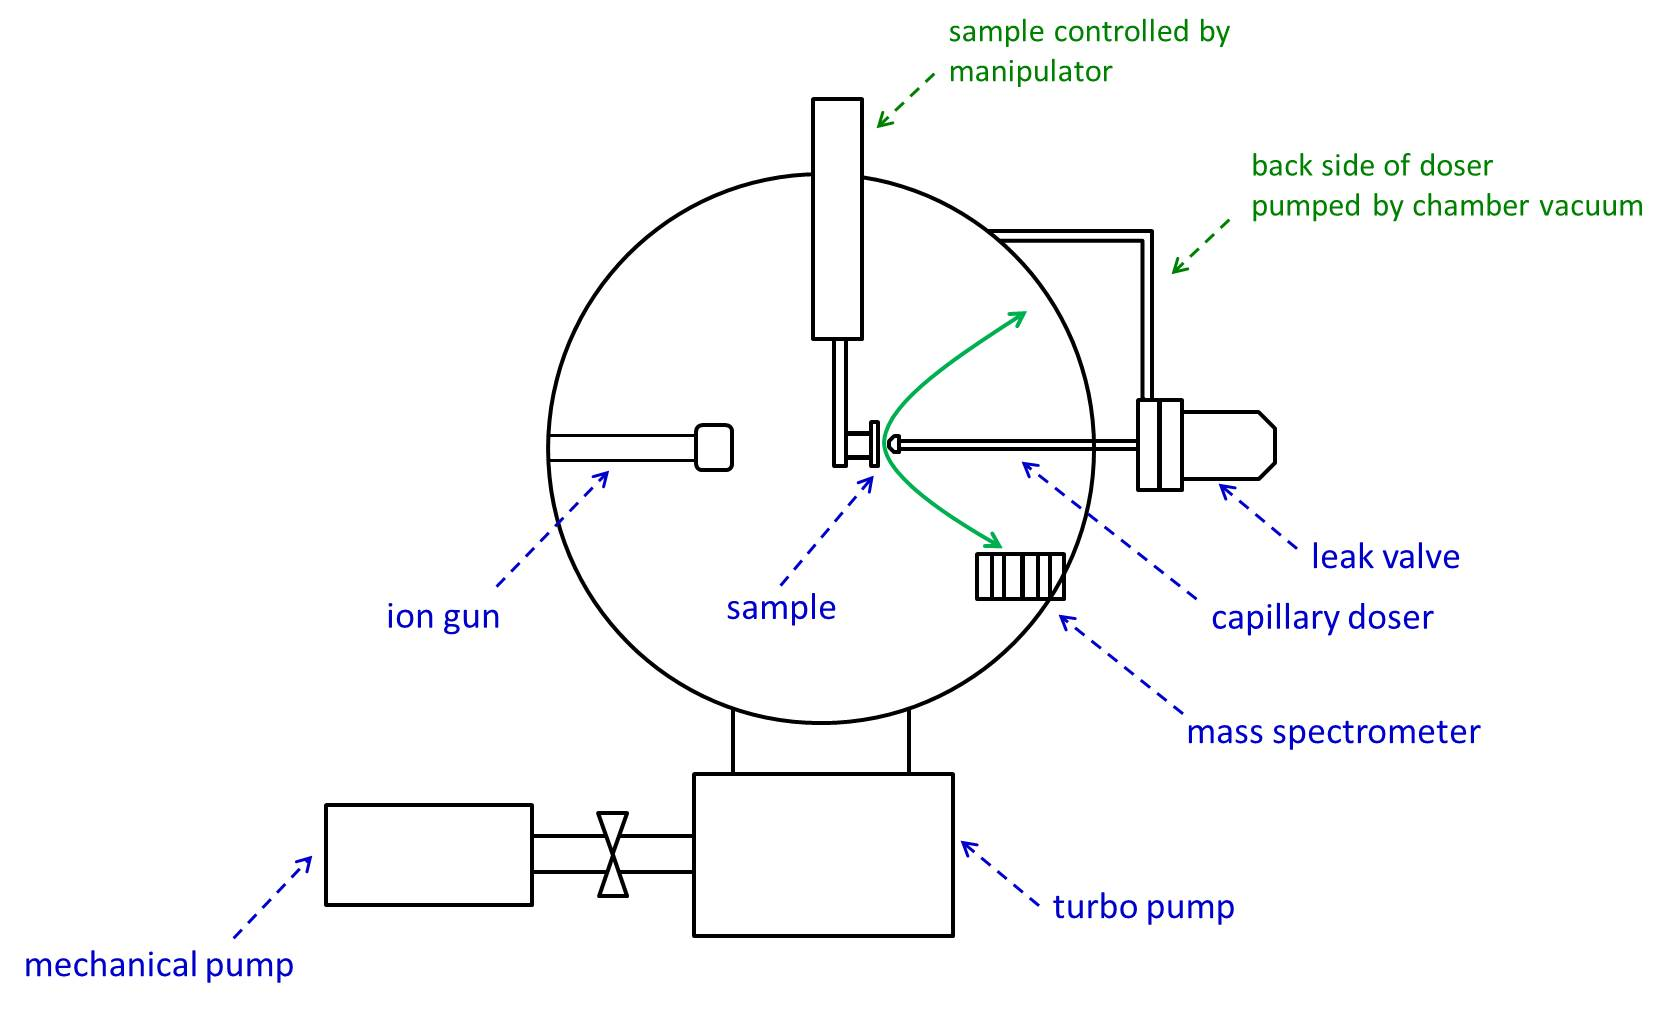 sample controlled by
manipulator
back side of doser
pumped by chamber vacuum
leak valve
ion gun
sample
capillary doser
mass spectrometer
turbo pump
mechanical pump